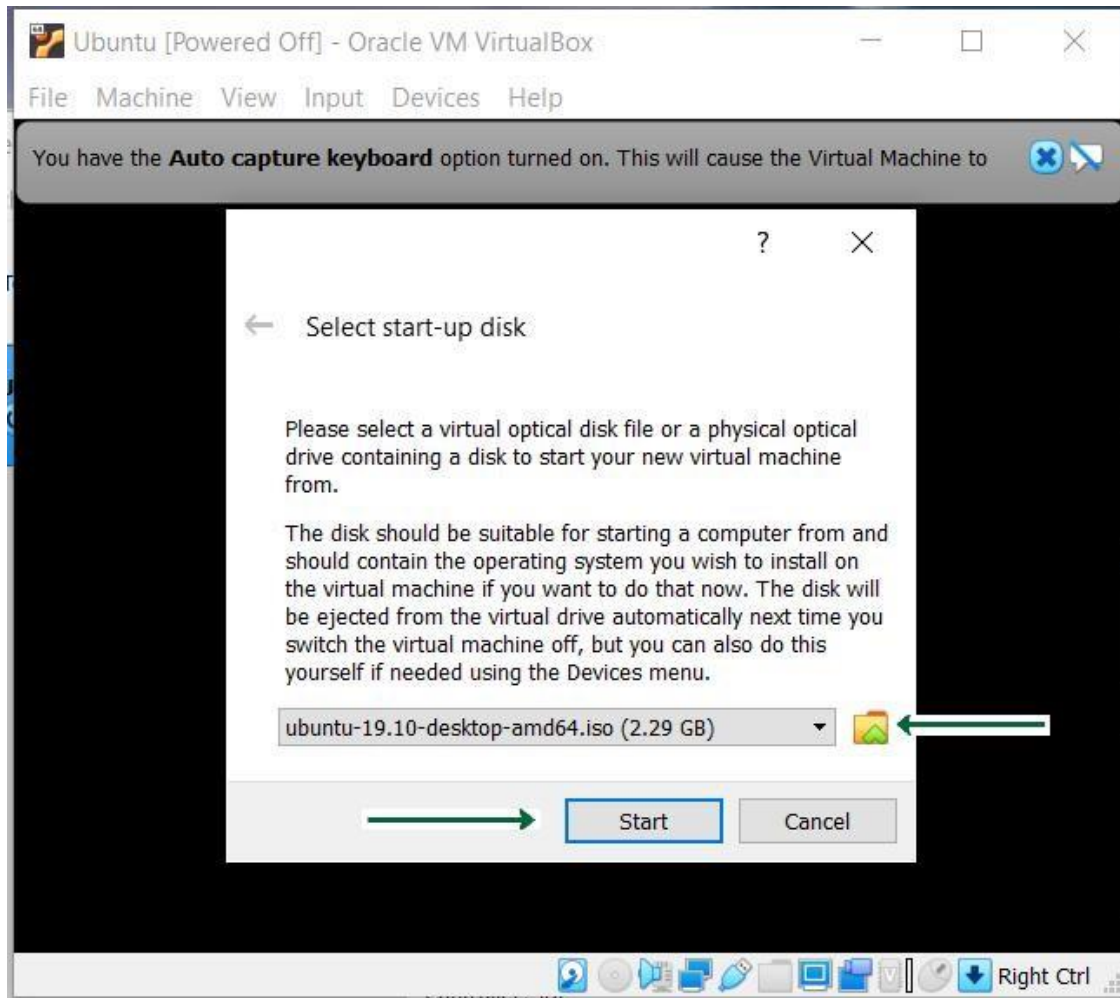 Ubuntu [Powered Off] - Oracle VM VirtualBox
File Machine View Input Devices Help
You have the Auto capture keyboard option turned on. This will cause the Virtual Machine to
?
Select start-up disk
Please select a virtual optical disk file or a physical optical
drive containing a disk to start your new virtual machine
from.
The disk should be suitable for starting a computer from and
should contain the operating system you wish to install on
the virtual machine if you want to do that now. The disk will
be ejected from the virtual drive automatically next time you
switch the virtual machine off, but you can also do this
yourself if needed using the Devices menu.
ubuntu-19.10-desktop-amd64.iso (2.29 GB)
Start Cancel
Right Ctrl